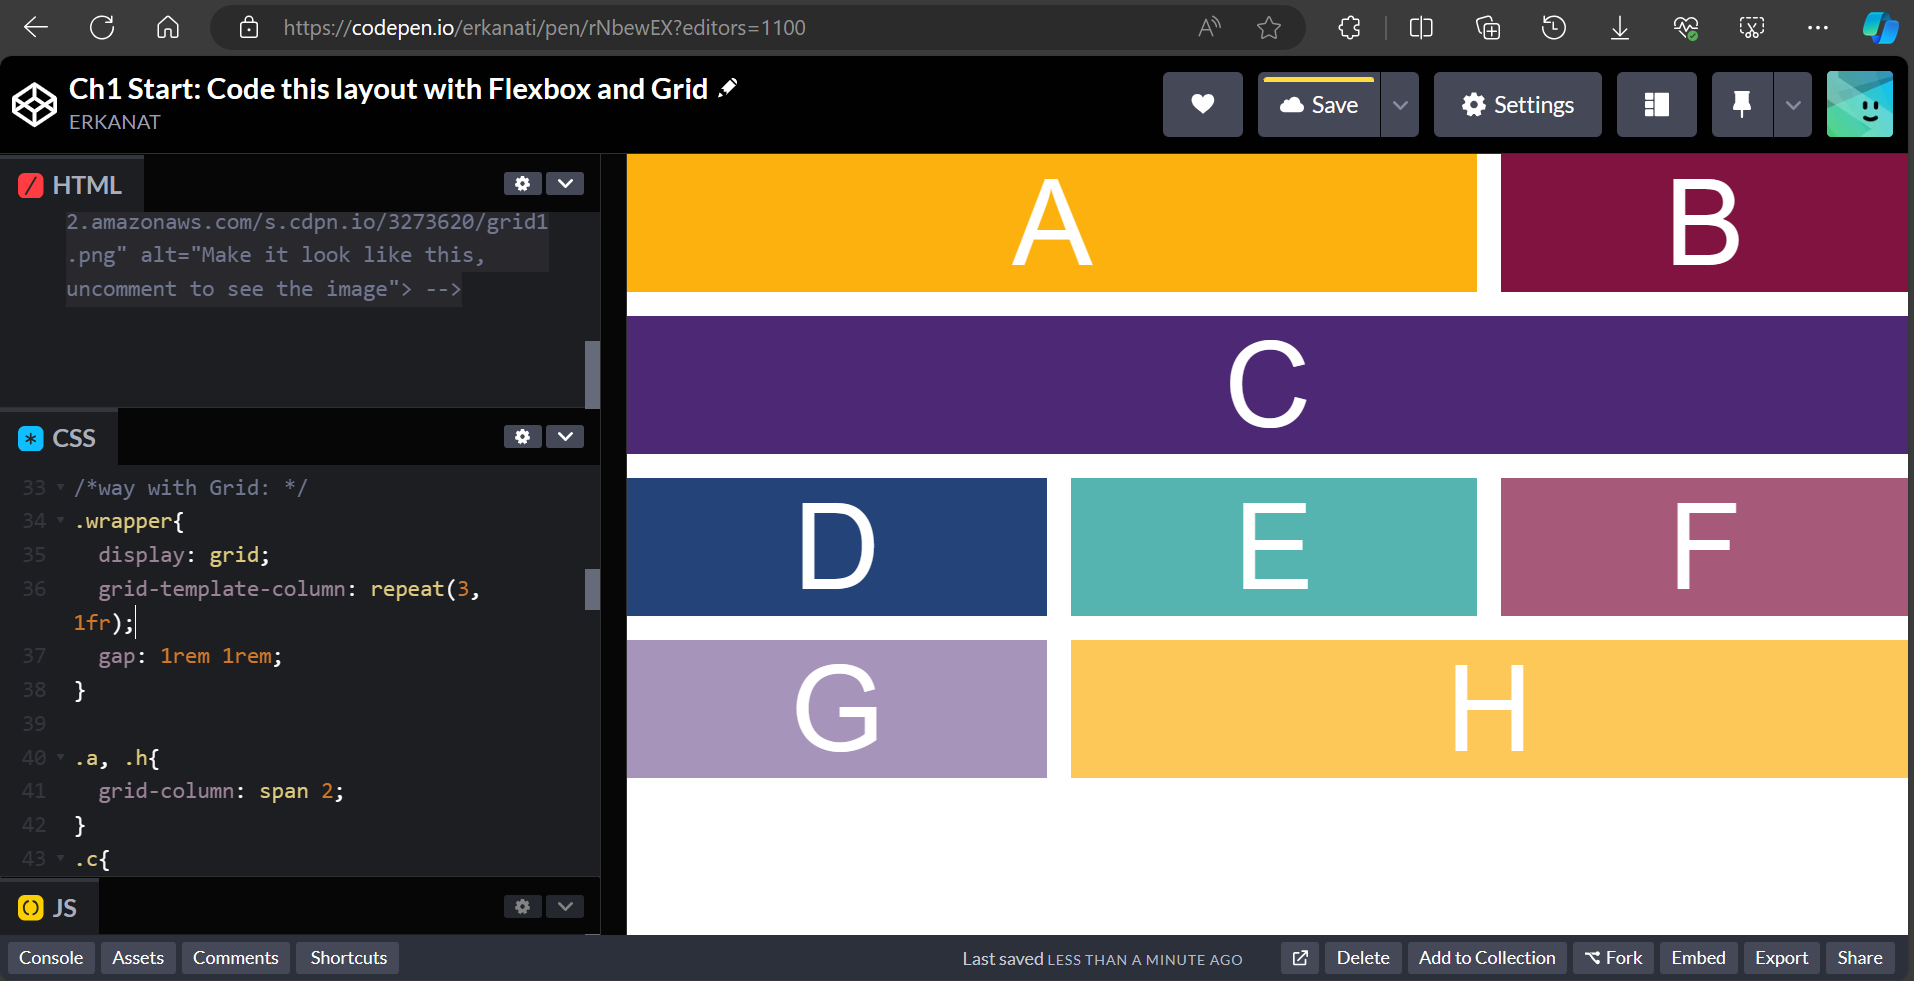 https://codepen.io/erkanati/pen/rNbewEX?editors=1100
Ch1 Start: Code this layout with Flexbox and Grid
ERKANAT
Save
Settings
HTML
2.amazonaws.com/s.cdpn.io/3273620/grid1
.png" alt="Make it look like this,
uncomment to see the image"> -->
CSS
33 /*way with Grid: */
34 .wrapper{
35 display: grid;
36 grid-template-column: repeat(3,
1fr);
37 gap: 1rem 1rem;
38 }
39
40 .a, .h{
41 grid-column: span 2;
42 }
43 .c{
JS
A B
C
D E F
G H
Console Assets Comments Shortcuts Last saved LESS THAN A MINUTE AGO Delete Add to Collection Fork Embed Export Share